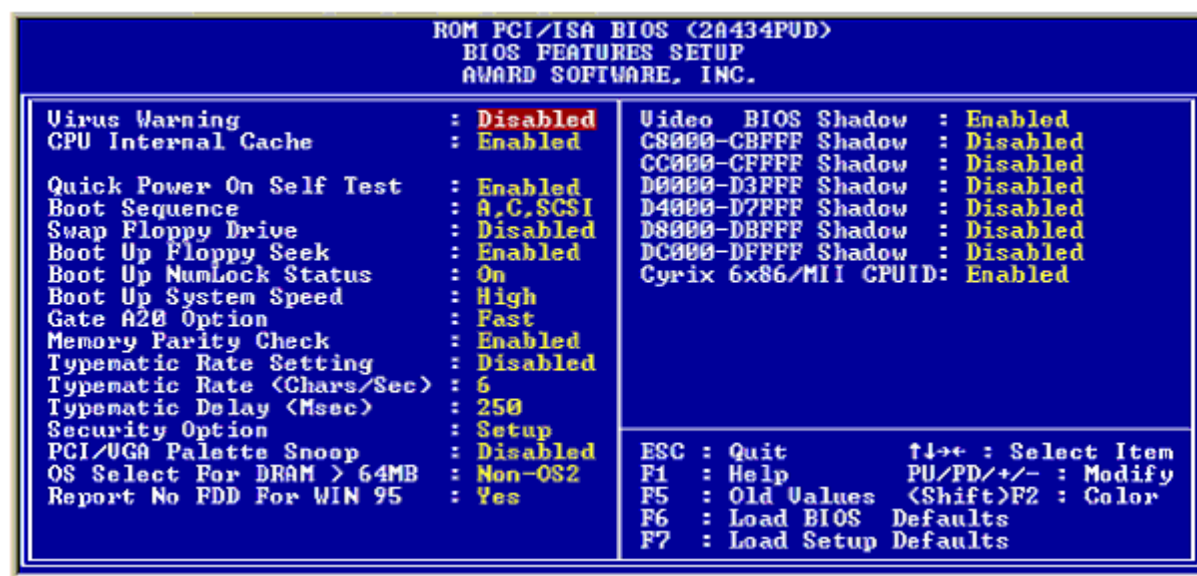 ROM PCI/ISA BIOS (2A434PVD)
BIOS FEATURES SETUP
AWARD SOFTWARE, INC.
Virus Warning : Disabled
CPU Internal Cache : Enabled
Quick Power On Self Test : Enabled
Boot Sequence : A,C,SCSI
Swap Floppy Drive : Disabled
Boot Up Floppy Seek : Enabled
Boot Up NumLock Status : On
Boot Up System Speed : High
Gate A20 Option : Fast
Memory Parity Check : Enabled
Typematic Rate Setting : Disabled
Typematic Rate (Chars/Sec) : 6
Typematic Delay (Msec) : 250
Security Option : Setup
PCI/VGA Palette Snoop : Disabled
OS Select For DRAM > 64MB : Non-OS2
Report No FDD For WIN 95 : Yes
Video BIOS Shadow : Enabled
C8000-CBFFF Shadow : Disabled
CC000-CFFFF Shadow : Disabled
D0000-D3FFF Shadow : Disabled
D4000-D7FFF Shadow : Disabled
D8000-DBFFF Shadow : Disabled
DC000-DFFFF Shadow : Disabled
Cyrix 6x86/MII CPUID: Enabled
ESC : Quit ↑↓→← : Select Item
F1 : Help PU/PD/+/- : Modify
F5 : Old Values (Shift)F2 : Color
F6 : Load BIOS Defaults
F7 : Load Setup Defaults